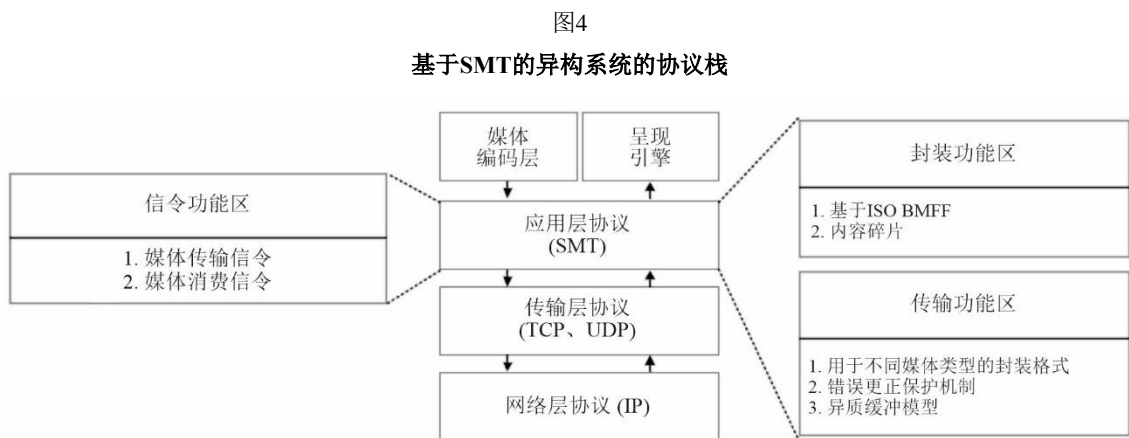 图4
基于SMT的异构系统的协议栈
媒体
编码层
呈现
引擎
信令功能区
1. 媒体传输信令
2. 媒体消费信令
应用层协议
(SMT)
传输层协议
(TCP、UDP)
网络层协议 (IP)
封装功能区
1. 基于ISO BMFF
2. 内容碎片
传输功能区
1. 用于不同媒体类型的封装格式
2. 错误更正保护机制
3. 异质缓冲模型